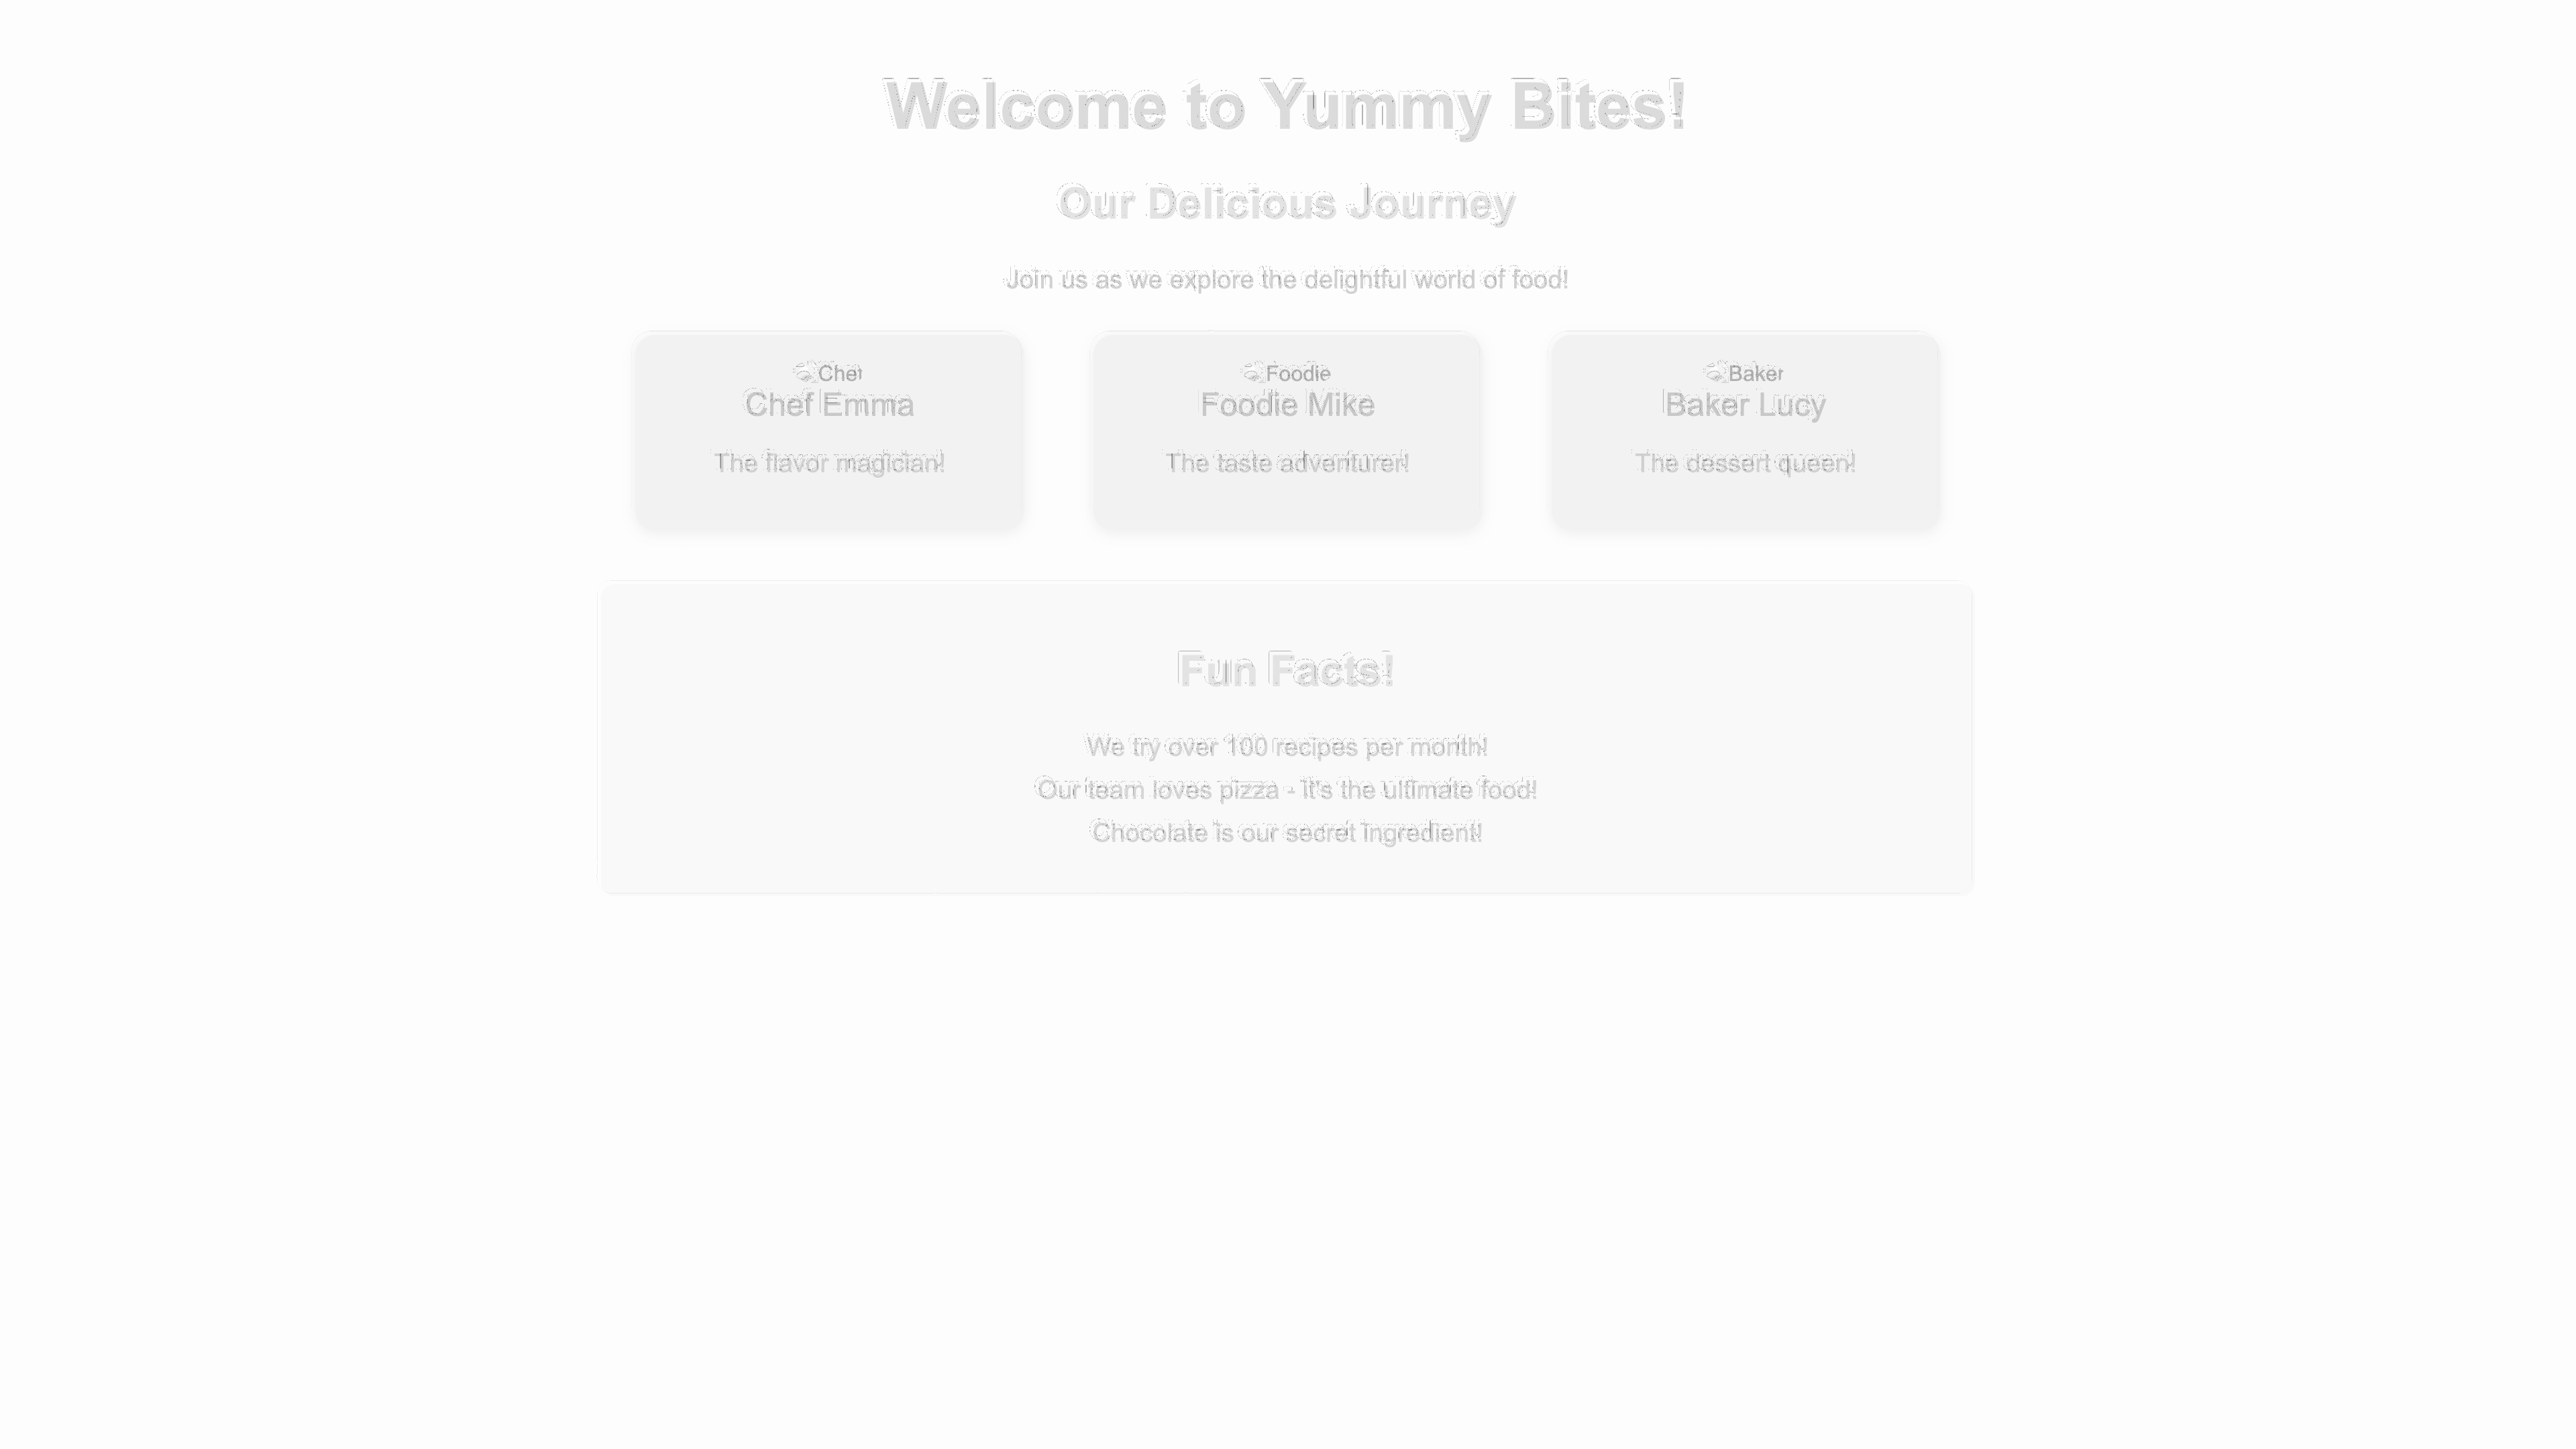 Welcome to Yummy Bites!
Our Delicious Journey
Join us as we explore the delightful world of food!
Chef
Chef Emma
The flavor magician!
Foodie
Foodie Mike
The taste adventurer!
Baker
Baker Lucy
The dessert queen!
Fun Facts!
We try over 100 recipes per month!
Our team loves pizza - it's the ultimate food!
Chocolate is our secret ingredient!